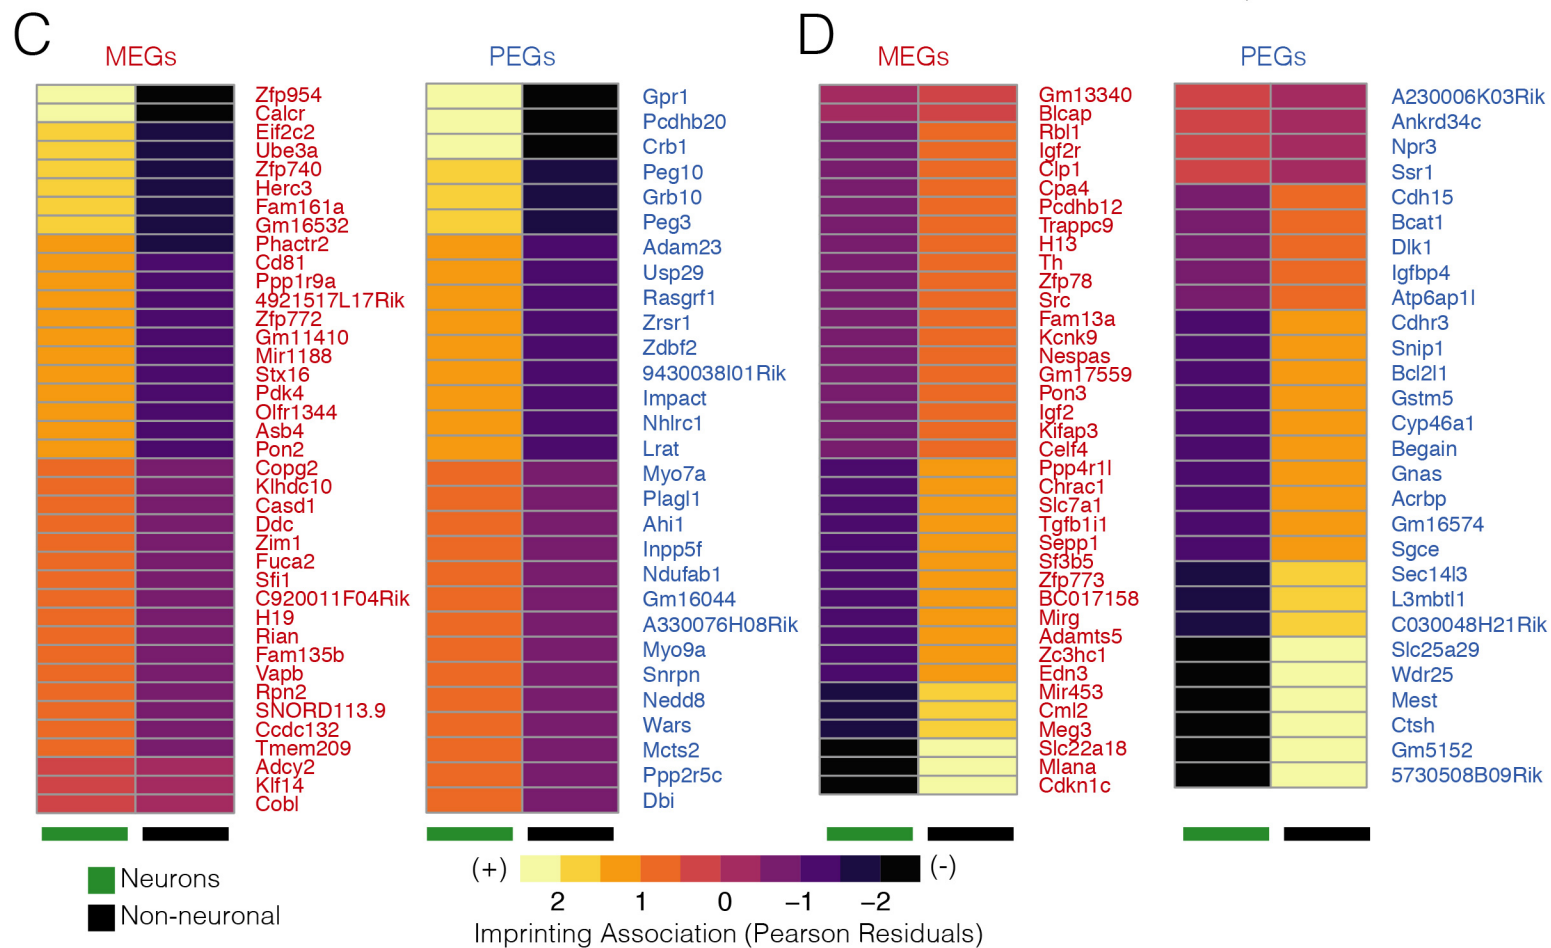 C
MEGs
Zfp954
Calcr
Eif2c2
Ube3a
Zfp740
Herc3
Fam161a
Gm16532
Phactr2
Cd81
Ppp1r9a
4921517L17Rik
Zfp772
Gm11410
Mir1188
Stx16
Pdk4
Olfr1344
Asb4
Pon2
Copg2
Klhdc10
Casd1
Ddc
Zim1
Fuca2
Sfi1
C920011F04Rik
H19
Rian
Fam135b
Vapb
Rpn2
SNORD113.9
Ccdc132
Tmem209
Adcy2
Klf14
Cobl
PEGs
Gpr1
Pcdhb20
Crb1
Peg10
Grb10
Peg3
Adam23
Usp29
Rasgrf1
Zrsr1
Zdbf2
9430038I01Rik
Impact
Nhlrc1
Lrat
Myo7a
Plagl1
Ahi1
Inpp5f
Ndufab1
Gm16044
A330076H08Rik
Myo9a
Snrpn
Nedd8
Wars
Mcts2
Ppp2r5c
Dbi
D
MEGs
Gm13340
Blcap
Rbl1
Igf2r
Clp1
Cpa4
Pcdhb12
Trappc9
H13
Th
Zfp78
Src
Fam13a
Kcnk9
Nespas
Gm17559
Pon3
Igf2
Kifap3
Celf4
Ppp4r1l
Chrac1
Slc7a1
Tgfb1i1
Sepp1
Sf3b5
Zfp773
BC017158
Mirg
Adamts5
Zc3hc1
Edn3
Mir453
Cml2
Meg3
Slc22a18
Mlana
Cdkn1c
PEGs
A230006K03Rik
Ankrd34c
Npr3
Ssr1
Cdh15
Bcat1
Dlk1
Igfbp4
Atp6ap1l
Cdhr3
Snip1
Bcl2l1
Gstm5
Cyp46a1
Begain
Gnas
Acrbp
Gm16574
Sgce
Sec14l3
L3mbtl1
C030048H21Rik
Slc25a29
Wdr25
Mest
Ctsh
Gm5152
5730508B09Rik
Neurons
Non-neuronal
(+) (-)
2 1 0 −1 −2
Imprinting Association (Pearson Residuals)